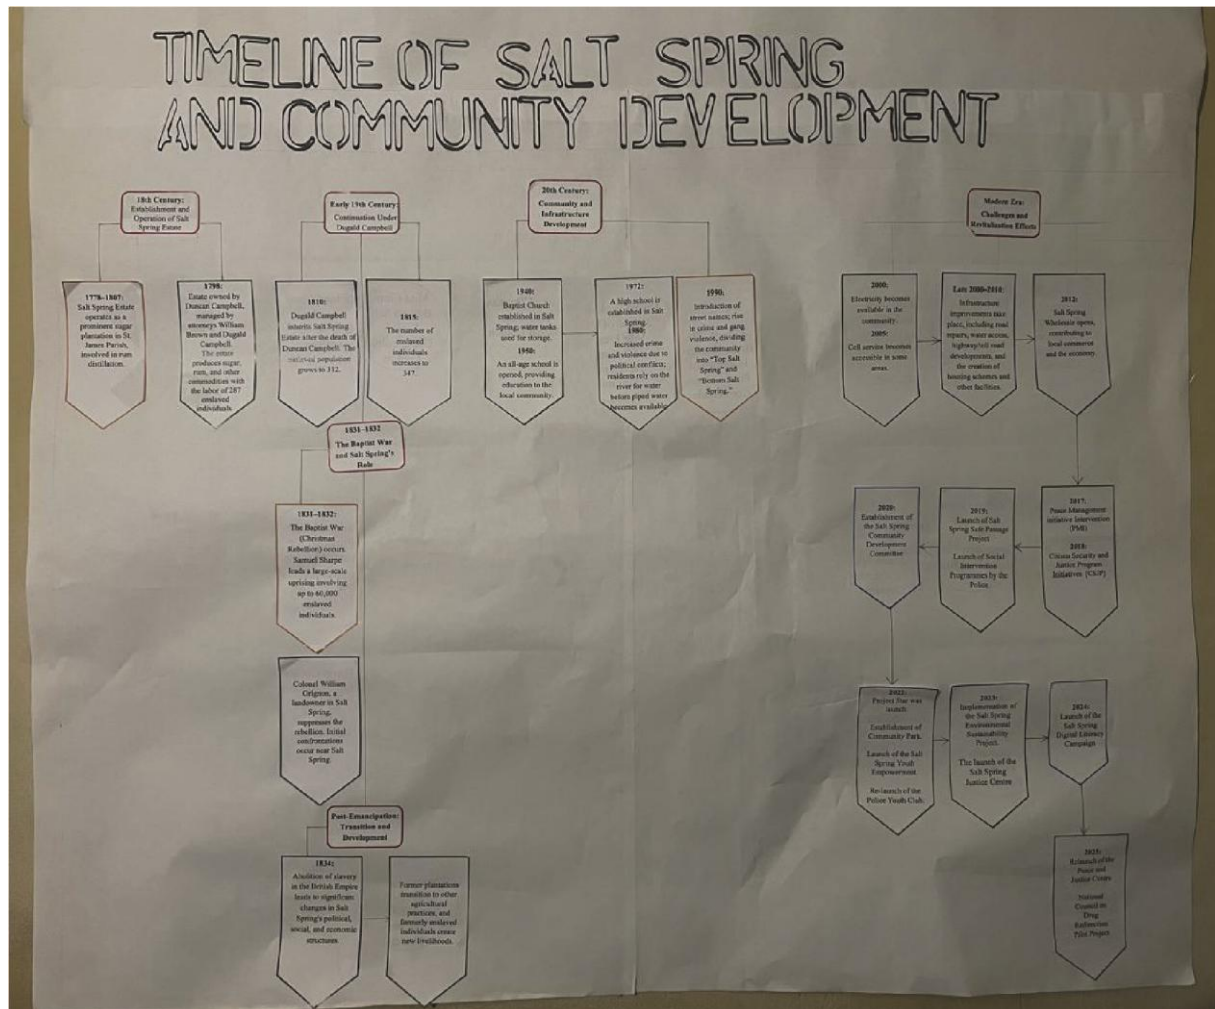 TIMELINE OF SALT SPRING
AND COMMUNITY DEVELOPMENT
18th Century:
Establishment and
Operation of Salt
Spring Estate
1778–1807:
Salt Spring Estate
operates as a
prominent sugar
plantation in St.
James Parish,
involved in rum
distillation.
1798:
Estate owned by
Duncan Campbell,
managed by
attorneys William
Brown and Dugald
Campbell.
The estate
produces sugar,
rum, and other
commodities with
the labor of 287
enslaved
individuals.
Early 19th Century:
Continuation Under
Dugald Campbell
1810:
Dugald Campbell
inherits Salt Spring
Estate after the death of
Duncan Campbell. The
enslaved population
grows to 312.
1815:
The number of
enslaved
individuals
increases to
347.
1831–1832
The Baptist War
and Salt Spring's
Role
1831–1832:
The Baptist War
(Christmas
Rebellion) occurs.
Samuel Sharpe
leads a large-scale
uprising involving
up to 60,000
enslaved
individuals.
Colonel William
Grignon, a
landowner in Salt
Spring,
suppresses the
rebellion. Initial
confrontations
occur near Salt
Spring.
Post-Emancipation:
Transition and
Development
1834:
Abolition of slavery
in the British Empire
leads to significant
changes in Salt
Spring's political,
social, and economic
structures.
Former plantations
transition to other
agricultural
practices, and
formerly enslaved
individuals create
new livelihoods.
20th Century:
Community and
Infrastructure
Development
1940:
Baptist Church
established in Salt
Spring; water tanks
used for storage.
1950:
An all-age school is
opened, providing
education to the
local community.
1972:
A high school is
established in Salt
Spring.
1980:
Increased crime
and violence due to
political conflicts;
residents rely on the
river for water
before piped water
becomes available.
1990:
Introduction of
street names; rise
in crime and gang
violence, dividing
the community
into "Top Salt
Spring" and
"Bottom Salt
Spring."
Modern Era:
Challenges and
Revitalization Efforts
2000:
Electricity becomes
available in the
community.
2005:
Cell service becomes
accessible in some
areas.
Late 2000–2010:
Infrastructure
improvements take
place, including road
repairs, water access,
highway/toll road
developments, and
the creation of
housing schemes and
other facilities.
2012:
Salt Spring
Wholesale opens,
contributing to
local commerce
and the economy.
2017:
Peace Management
Initiative Intervention
(PMI)
2018:
Citizen Security and
Justice Program
Initiatives (CSJP)
2019:
Launch of Salt
Spring Safe Passage
Project
Launch of Social
Intervention
Programmes by the
Police.
2020:
Establishment of
the Salt Spring
Community
Development
Committee
2022:
Project Star was
launch.
Establishment of
Community Park.
Launch of the Salt
Spring Youth
Empowerment
Re-launch of the
Police Youth Club.
2023:
Implementation of
the Salt Spring
Environmental
Sustainability
Project.
The launch of the
Salt Spring
Justice Centre
2024:
Launch of the
Salt Spring
Digital Literacy
Campaign
2025:
Relaunch of the
Peace and
Justice Centre
National
Council on
Drug
Pilot Project